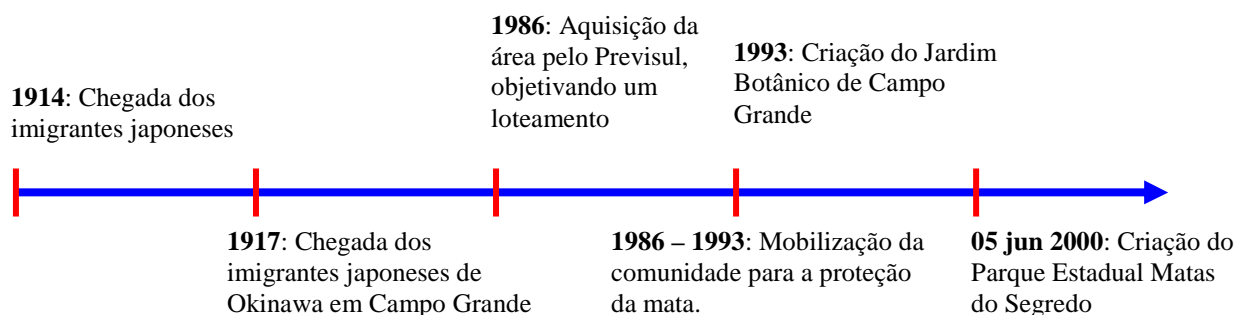 1914: Chegada dos
imigrantes japoneses
1917: Chegada dos
imigrantes japoneses de
Okinawa em Campo Grande
1986: Aquisição da
área pelo Previsul,
objetivando um
loteamento
1986 – 1993: Mobilização da
comunidade para a proteção
da mata.
1993: Criação do Jardim
Botânico de Campo
Grande
05 jun 2000: Criação do
Parque Estadual Matas
do Segredo